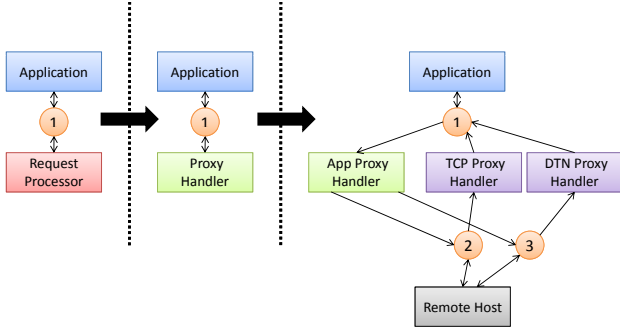 Application
1
Request
Processor
Application
1
Proxy
Handler
Application
1
App Proxy
Handler
TCP Proxy
Handler
DTN Proxy
Handler
2
3
Remote Host